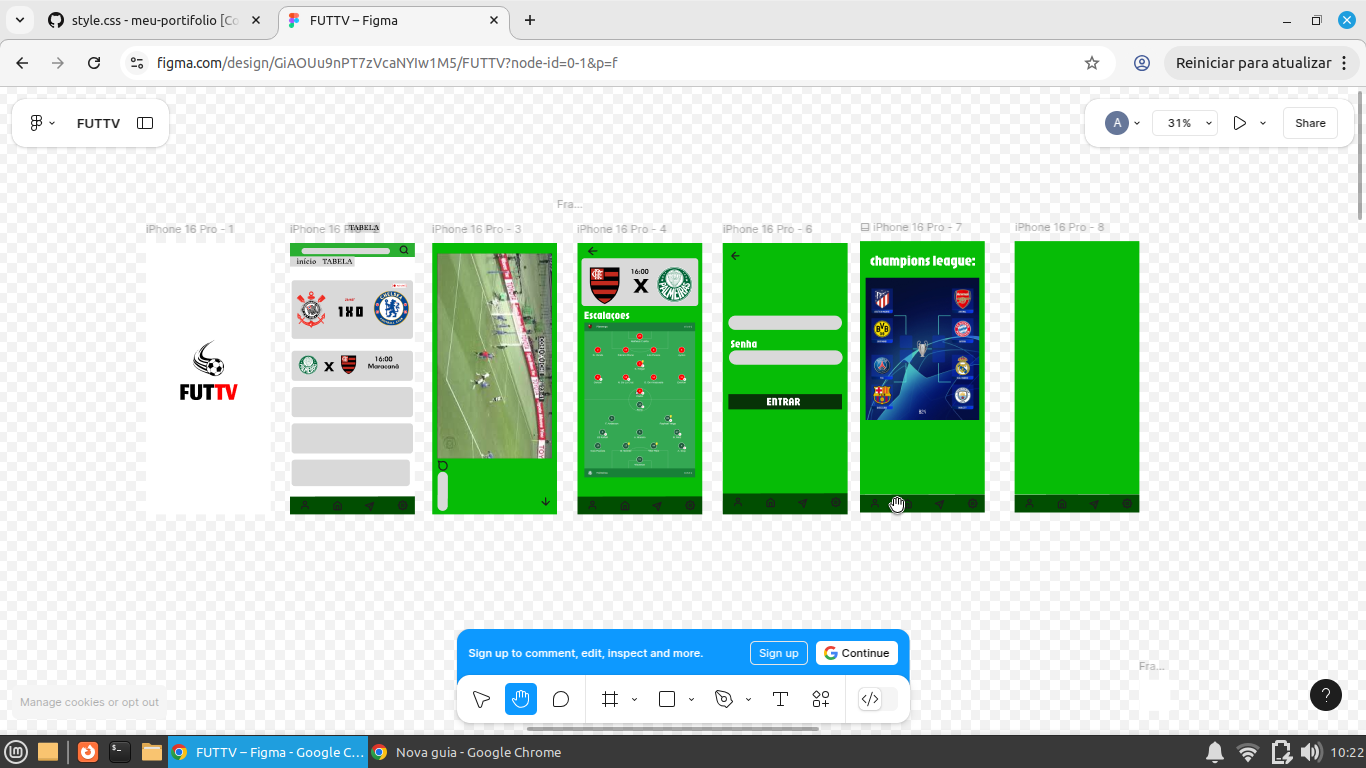 style.css - meu-portifolio [Co
FUTTV – Figma
figma.com/design/GiAOUu9nPT7zVcaNYIw1M5/FUTTV?node-id=0-1&p=f
Reiniciar para atualizar
FUTTV
A
31%
Share
Fra...
iPhone 16 Pro - 1
iPhone 16 Pro - 2
TABELA
iPhone 16 Pro - 3
iPhone 16 Pro - 4
iPhone 16 Pro - 6
iPhone 16 Pro - 7
iPhone 16 Pro - 8
início TABELA
1 X 0
16:00
Maracanã
X
FUTTV
16:00
X
PALMEIRAS
Escalaçoes
Senha
ENTRAR
champions league:
Fra...
Sign up to comment, edit, inspect and more.
Sign up
Continue
Manage cookies or opt out
?
FUTTV – Figma - Google C...
Nova guia - Google Chrome
10:22